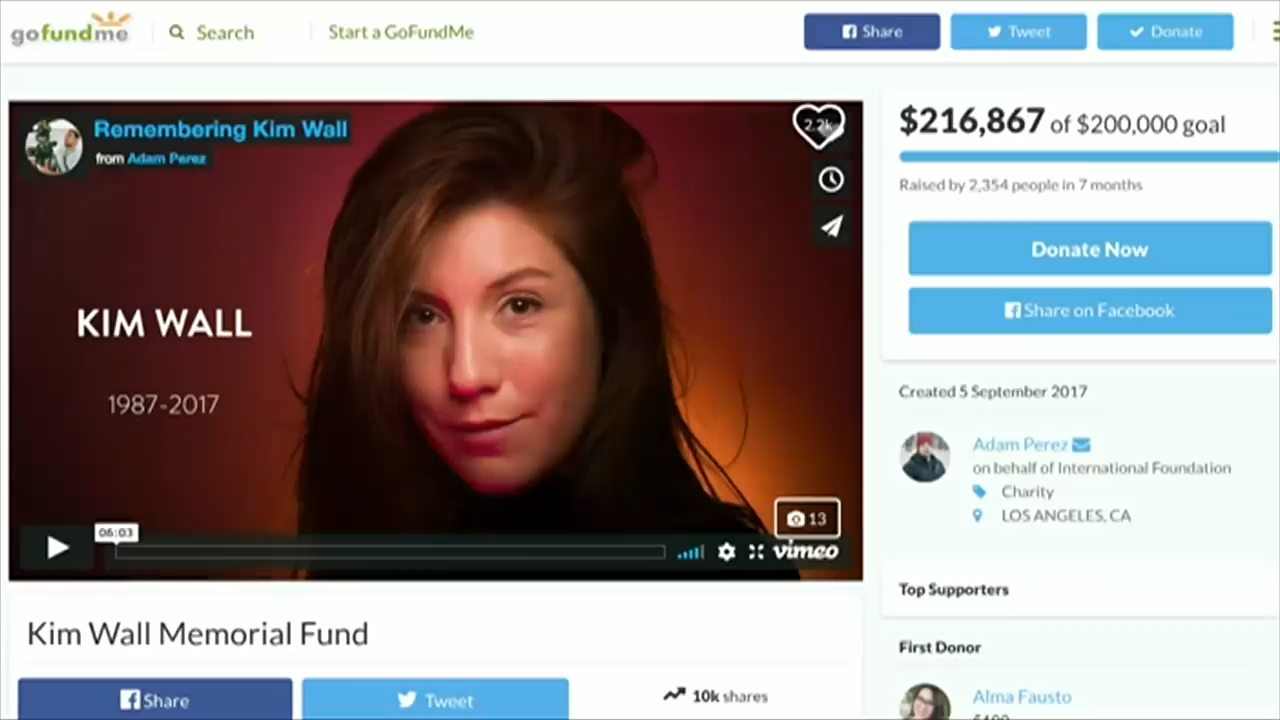 gofundme
Search
Start a GoFundMe
Share
Tweet
Donate
Remembering Kim Wall
from Adam Perez
2.2k
KIM WALL
1987-2017
06:03
13
vimeo
Kim Wall Memorial Fund
Share
Tweet
10k shares
$216,867 of $200,000 goal
Raised by 2,354 people in 7 months
Donate Now
Share on Facebook
Created 5 September 2017
Adam Perez
on behalf of International Foundation
Charity
LOS ANGELES, CA
Top Supporters
First Donor
Alma Fausto